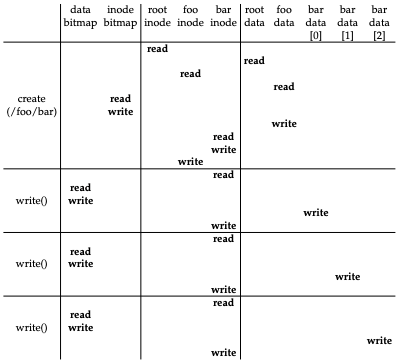 data inode root foo bar root foo bar bar bar
bitmap bitmap inode inode inode data data data data data
[0] [1] [2]
read
read
read
read
create read
(/foo/bar) write
write
read
write
write
read
read
write() write
write
write
read
read
write() write
write
write
read
read
write() write
write
write